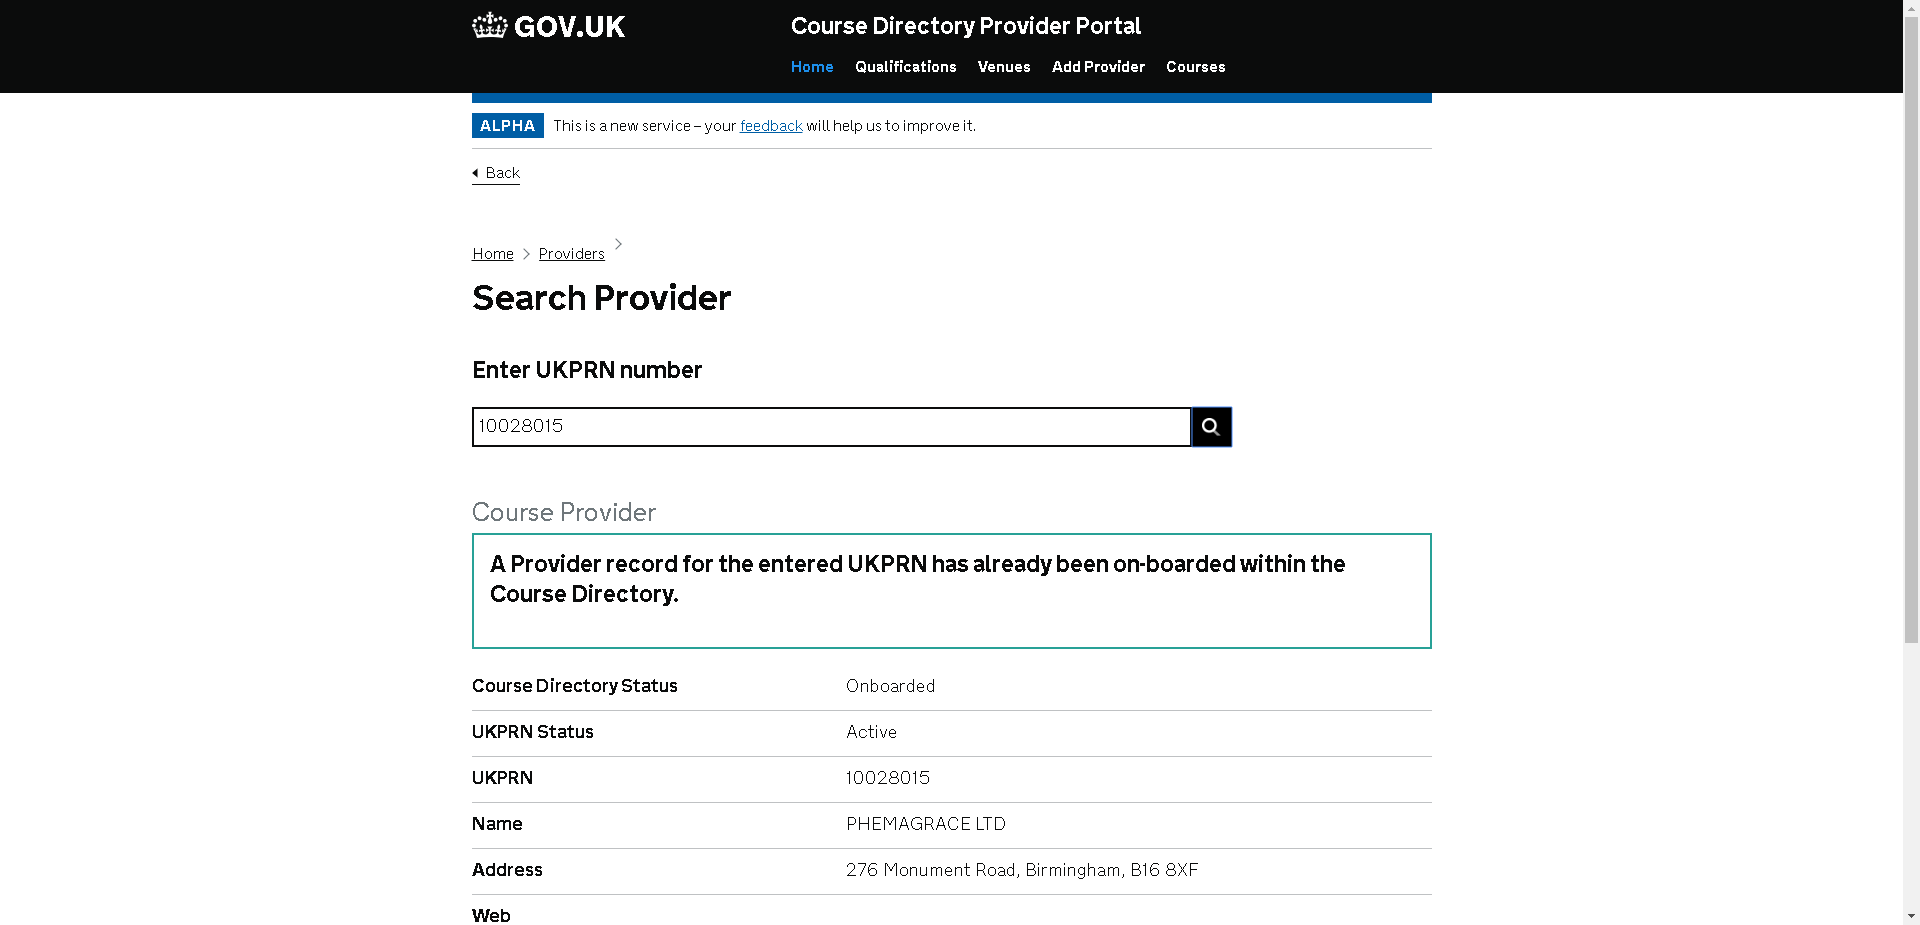 GOV.UK
Course Directory Provider Portal
Home Qualifications Venues Add Provider Courses
ALPHA This is a new service – your feedback will help us to improve it.
Back
Home Providers
Search Provider
Enter UKPRN number
10028015
Course Provider
A Provider record for the entered UKPRN has already been on-boarded within the
Course Directory.
Course Directory Status Onboarded
UKPRN Status Active
UKPRN 10028015
Name PHEMAGRACE LTD
Address 276 Monument Road, Birmingham, B16 8XF
Web